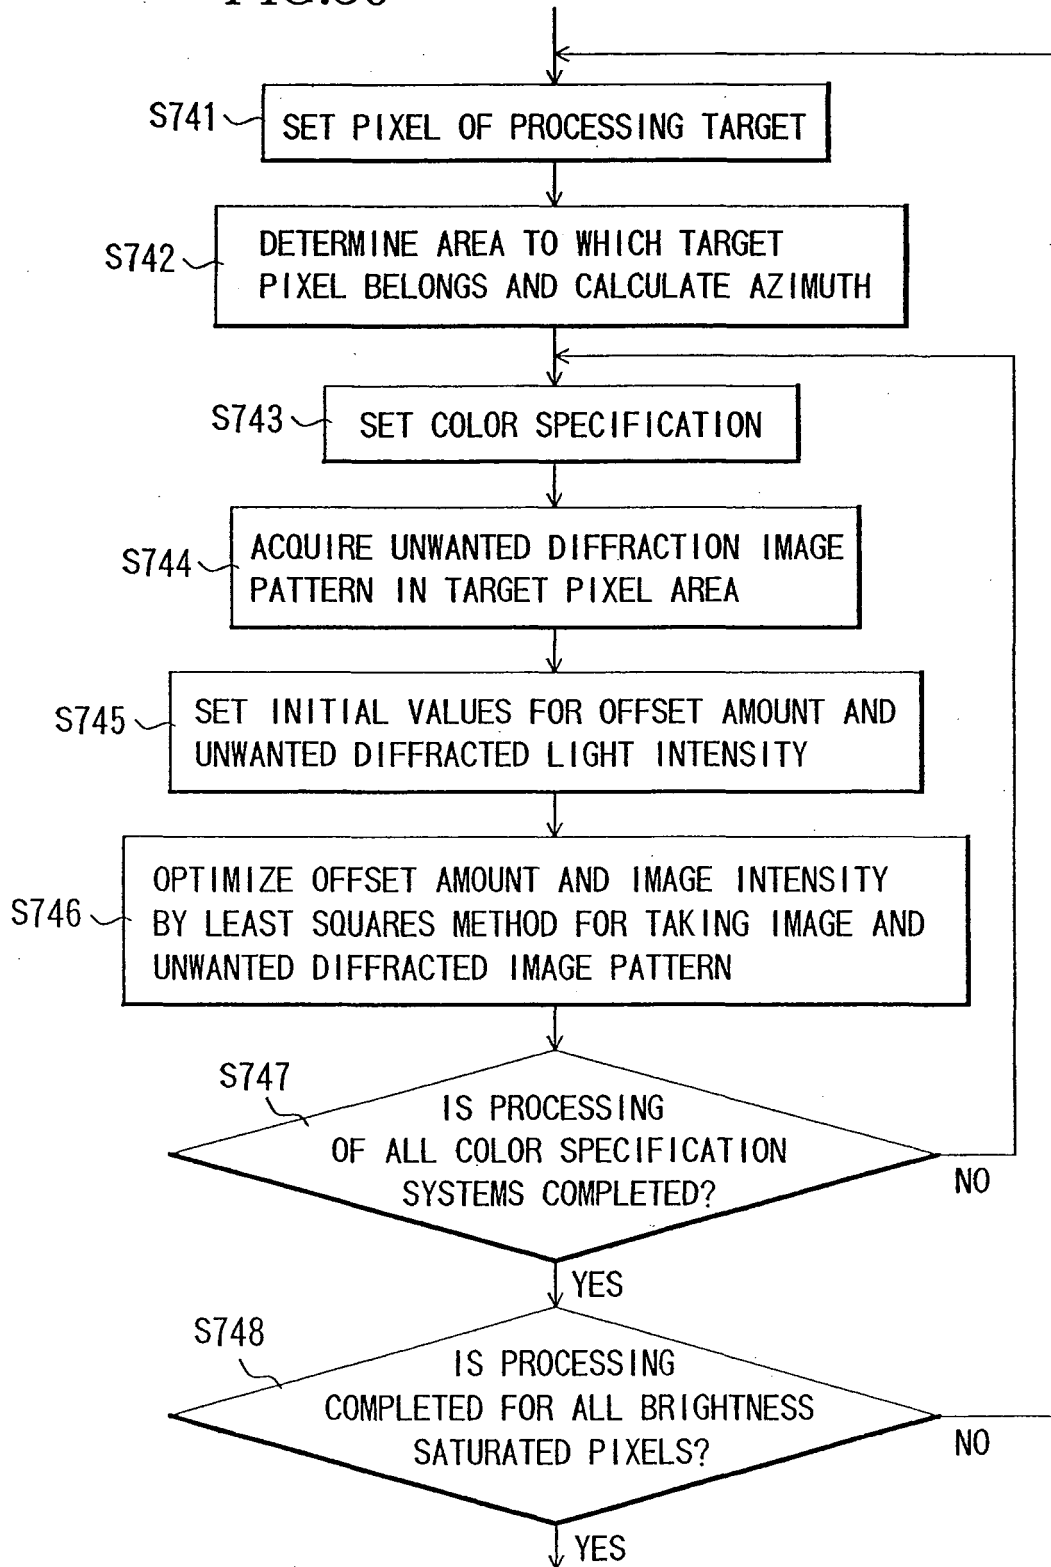 S741
SET PIXEL OF PROCESSING TARGET
S742
DETERMINE AREA TO WHICH TARGET
PIXEL BELONGS AND CALCULATE AZIMUTH
S743
SET COLOR SPECIFICATION
S744
ACQUIRE UNWANTED DIFFRACTION IMAGE
PATTERN IN TARGET PIXEL AREA
S745
SET INITIAL VALUES FOR OFFSET AMOUNT AND
UNWANTED DIFFRACTED LIGHT INTENSITY
S746
OPTIMIZE OFFSET AMOUNT AND IMAGE INTENSITY
BY LEAST SQUARES METHOD FOR TAKING IMAGE AND
UNWANTED DIFFRACTED IMAGE PATTERN
S747
IS PROCESSING
OF ALL COLOR SPECIFICATION
SYSTEMS COMPLETED?
NO
YES
S748
IS PROCESSING
COMPLETED FOR ALL BRIGHTNESS
SATURATED PIXELS?
NO
YES